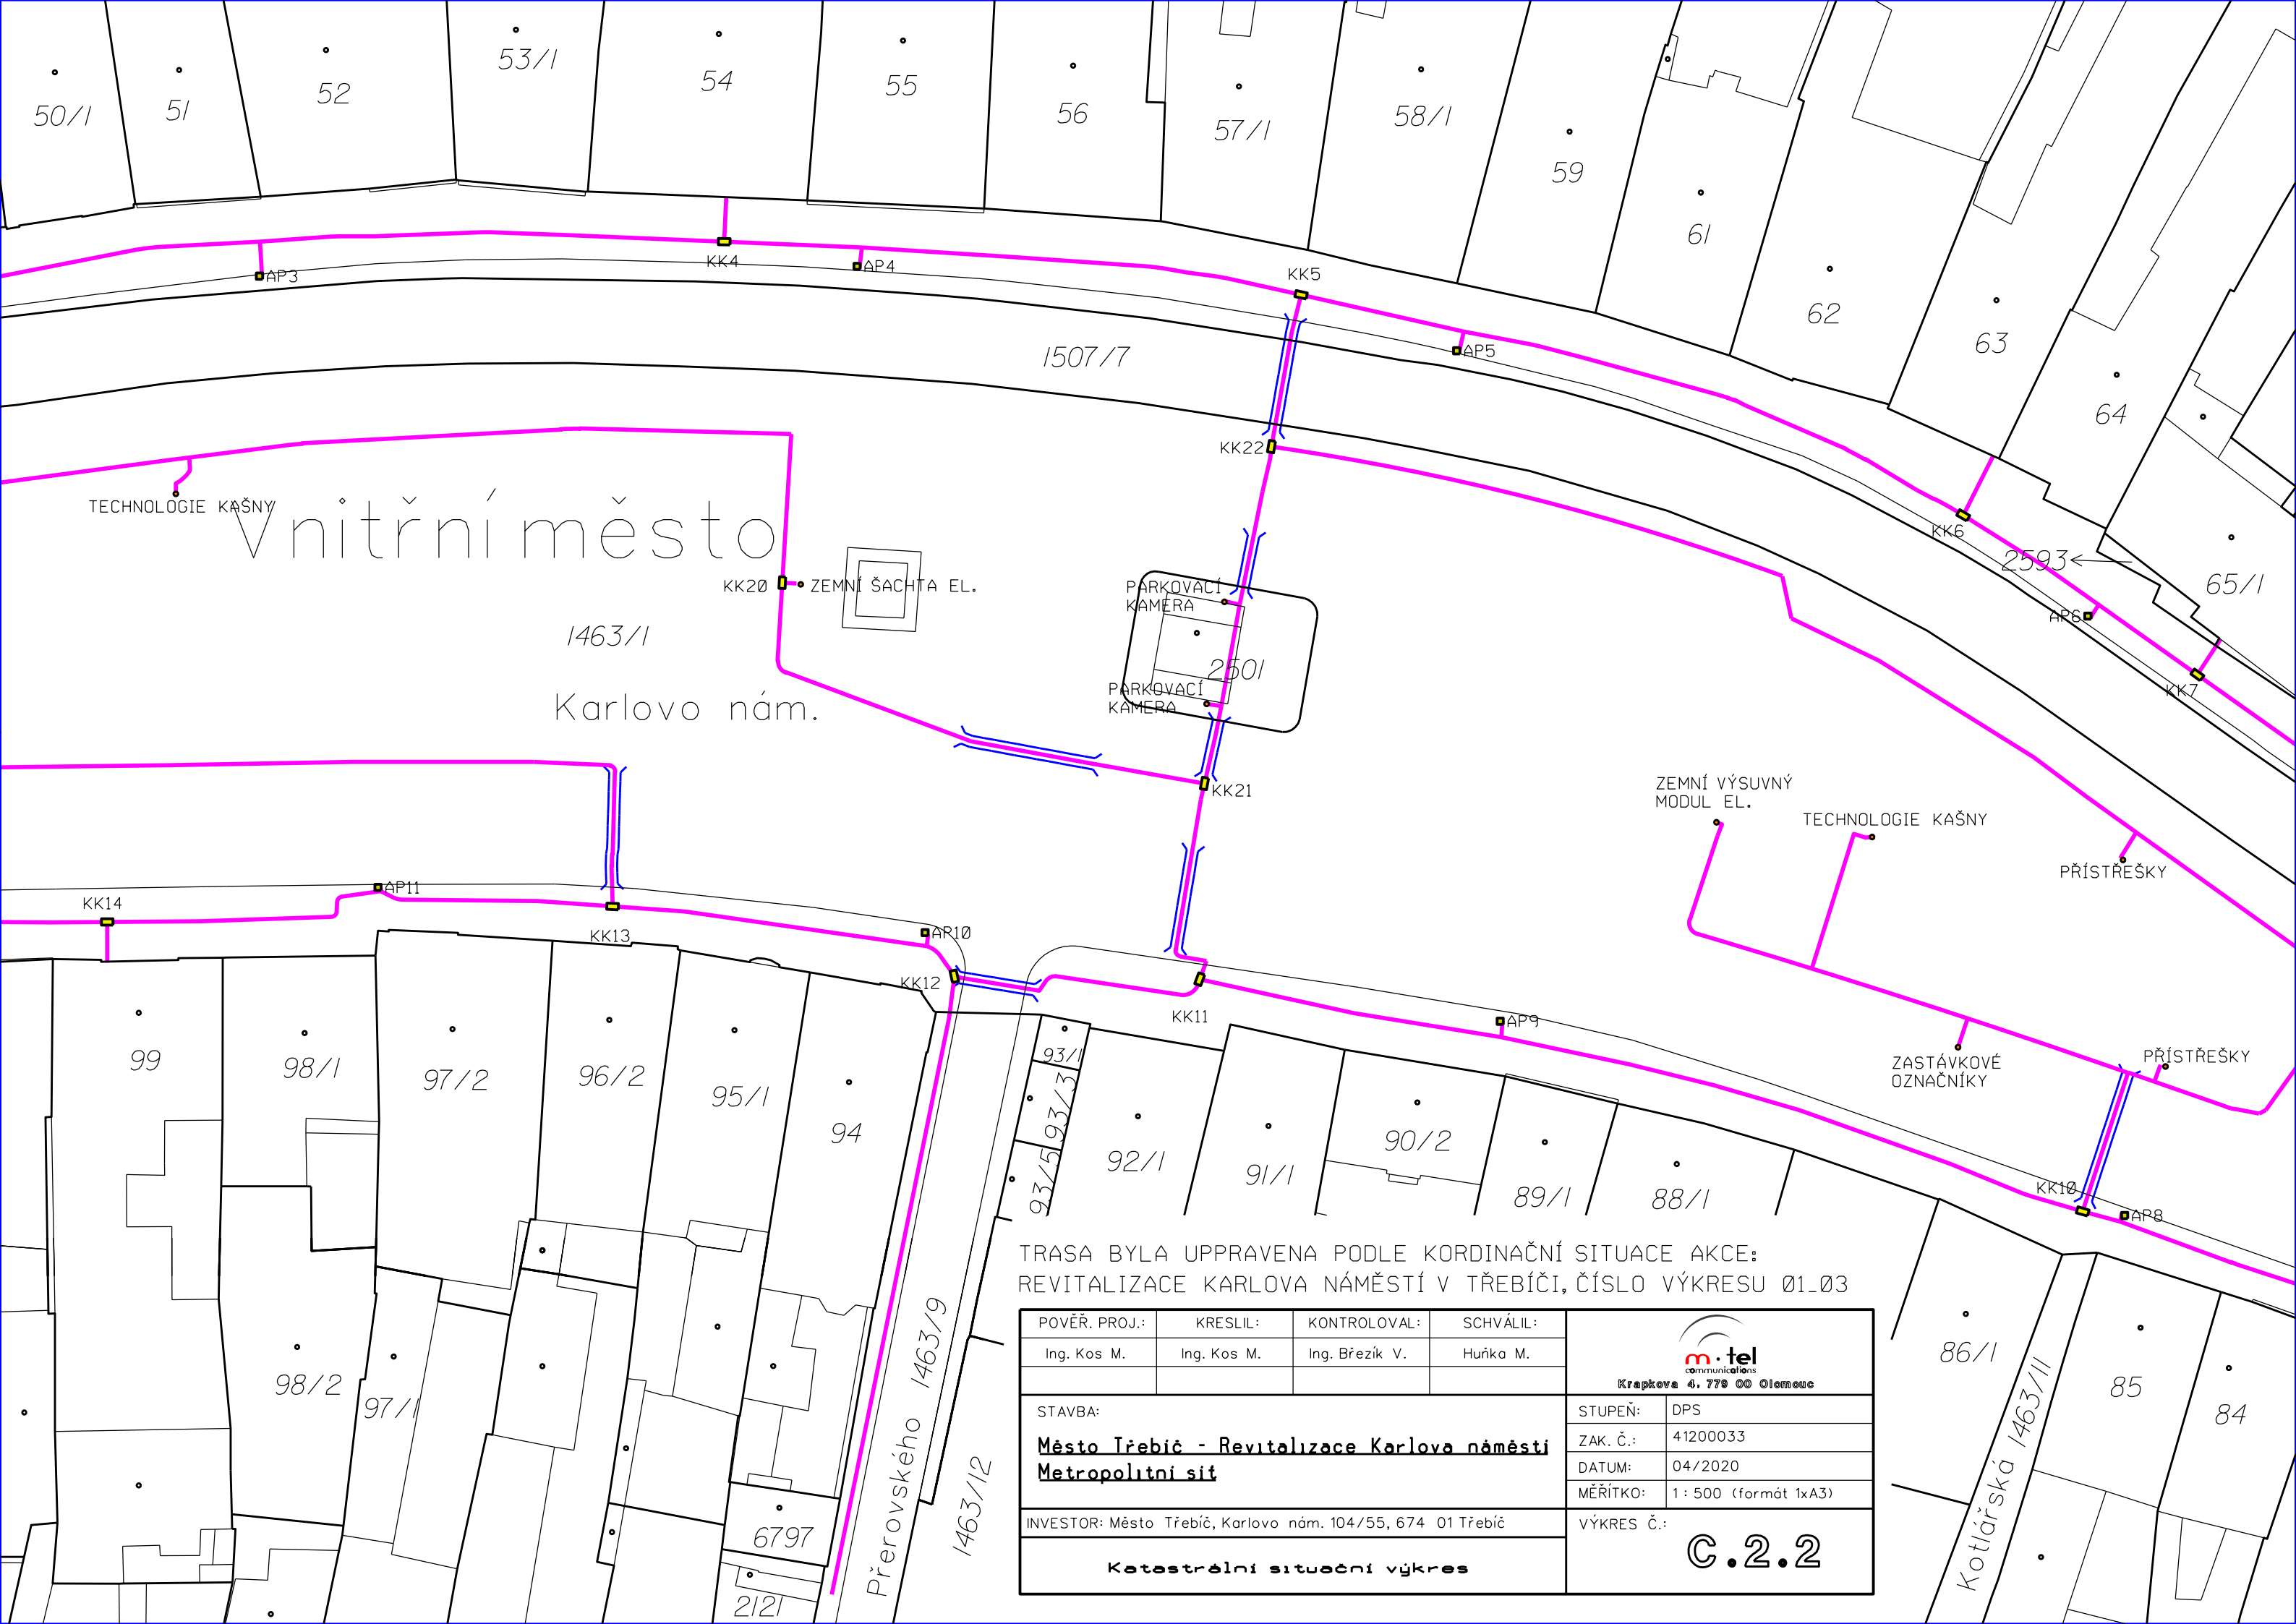 50/1
51
52
53/1
54
55
56
57/1
58/1
59
61
62
63
64
65/1
AP3
KK4
AP4
KK5
AP5
1507/7
KK22
TECHNOLOGIE KAŠNY
Vnitřní město
KK6
2593
AP6
KK7
KK20
ZEMNÍ ŠACHTA EL.
PARKOVACÍ
KAMERA
1463/1
2501
PARKOVACÍ
KAMERA
Karlovo nám.
KK21
ZEMNÍ VÝSUVNÝ
MODUL EL.
TECHNOLOGIE KAŠNY
PŘÍSTŘEŠKY
KK14
AP11
KK13
AP10
KK12
KK11
AP9
ZASTÁVKOVÉ
OZNAČNÍKY
PŘÍSTŘEŠKY
KK10
AP8
99
98/1
97/2
96/2
95/1
94
93/1
93/3
93/5
92/1
91/1
90/2
89/1
88/1
98/2
97/1
6797
2121
Přerovského 1463/9
1463/12
86/1
85
84
Kotlářská 1463/11
TRASA BYLA UPPRAVENA PODLE KORDINAČNÍ SITUACE AKCE:
REVITALIZACE KARLOVA NÁMĚSTÍ V TŘEBÍČI, ČÍSLO VÝKRESU 01_03
POVĚŘ. PROJ.: KRESLIL: KONTROLOVAL: SCHVÁLIL:
Ing. Kos M. Ing. Kos M. Ing. Březík V. Huňka M.
m·tel
communications
Krapkova 4, 779 00 Olomouc
STAVBA:
Město Třebíč - Revitalizace Karlova náměstí
Metropolitní síť
STUPEŇ: DPS
ZAK. Č.: 41200033
DATUM: 04/2020
MĚŘÍTKO: 1 : 500 (formát 1xA3)
INVESTOR: Město Třebíč, Karlovo nám. 104/55, 674 01 Třebíč
Katastrální situační výkres
VÝKRES Č.:
C.2.2